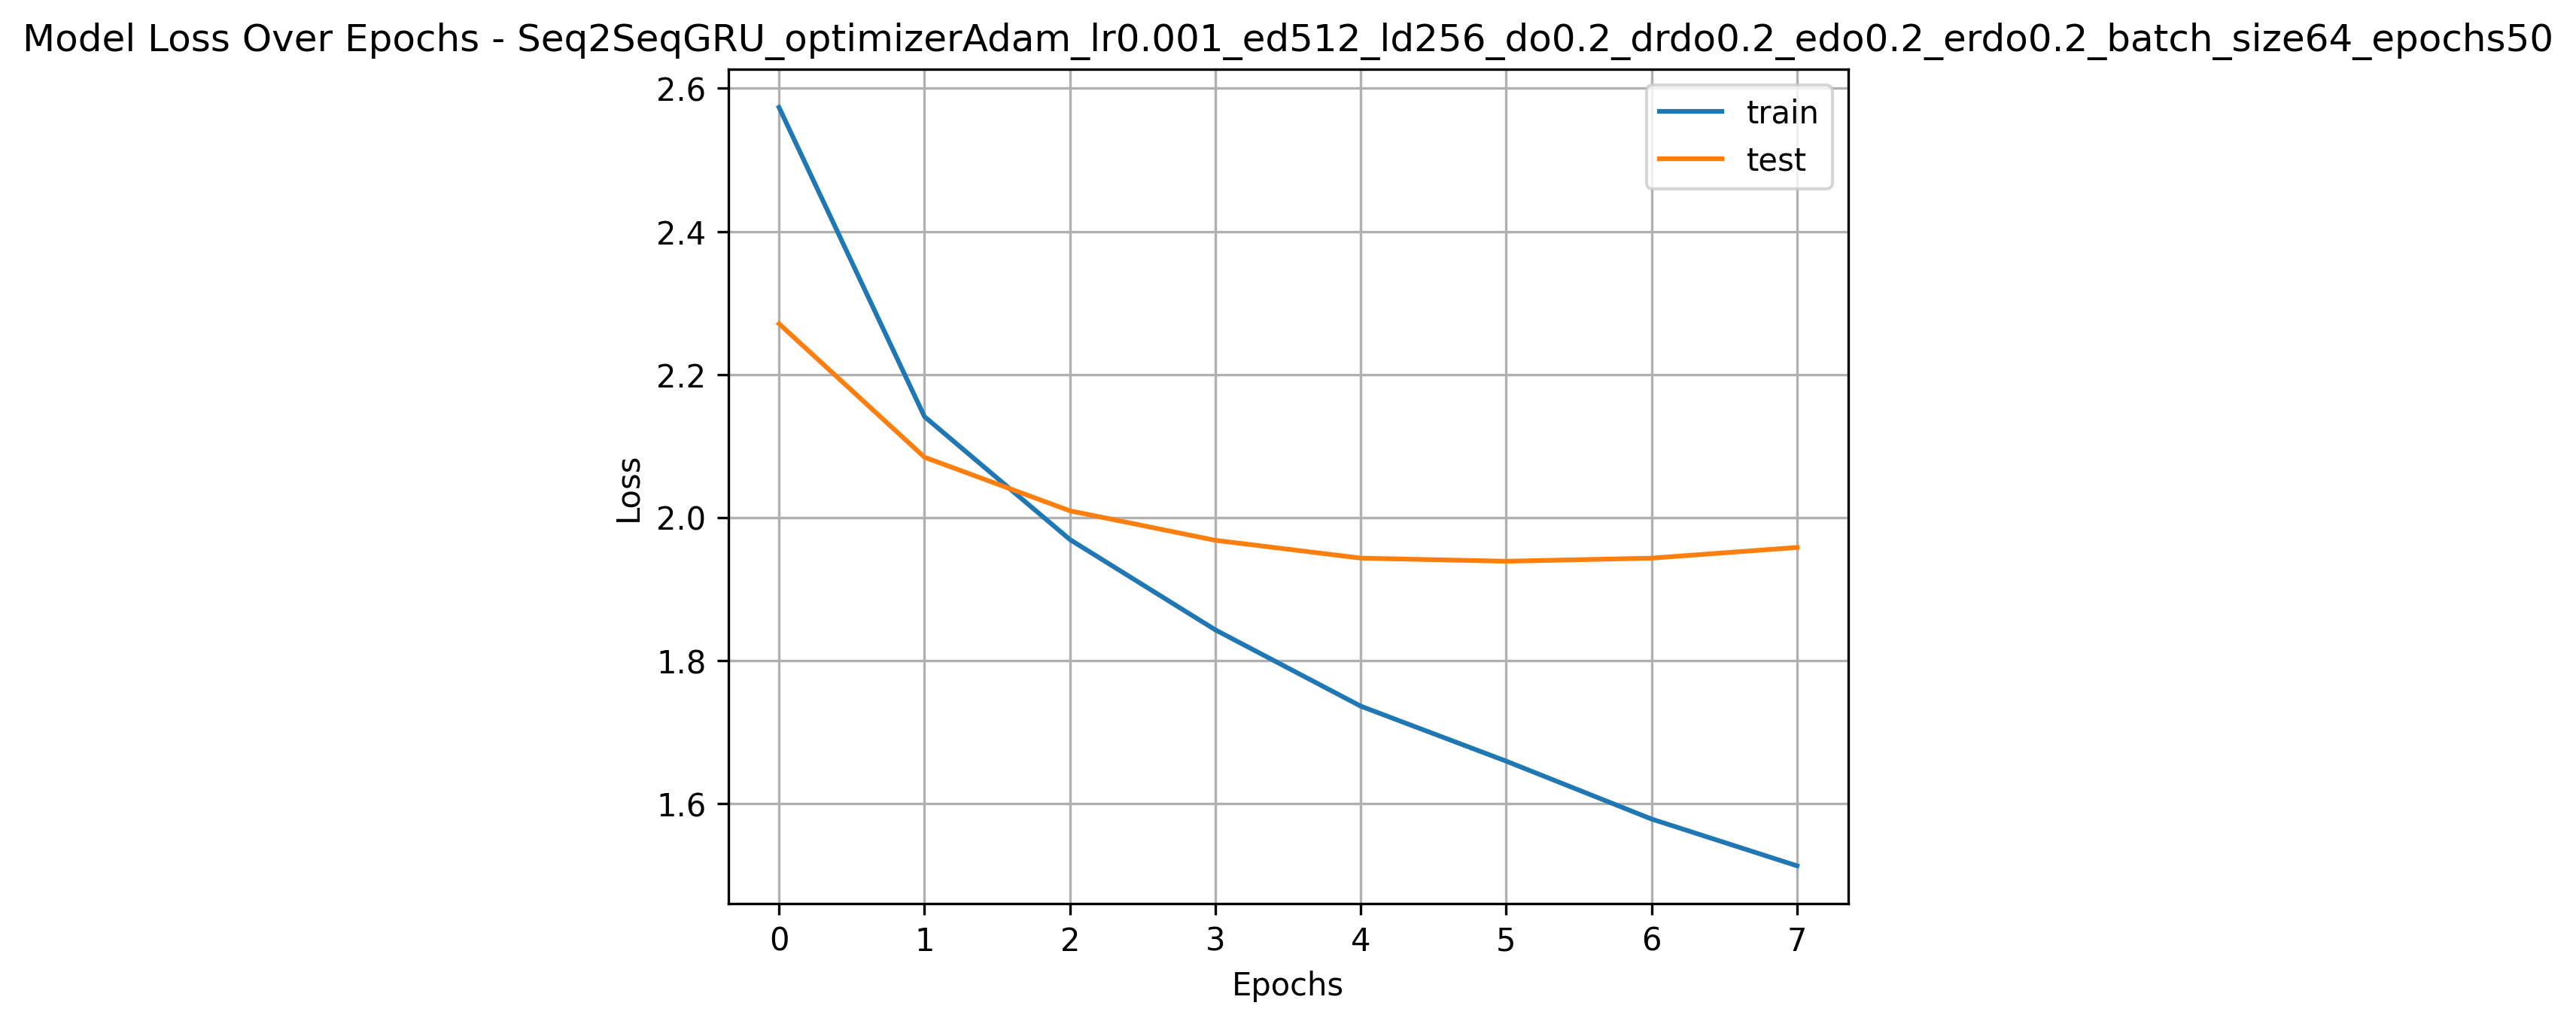 Model Loss Over Epochs - Seq2SeqGRU_optimizerAdam_lr0.001_ed512_ld256_do0.2_drdo0.2_edo0.2_erdo0.2_batch_size64_epochs50
train
test
2.6
2.4
2.2
2.0
1.8
1.6
Loss
0 1 2 3 4 5 6 7
Epochs